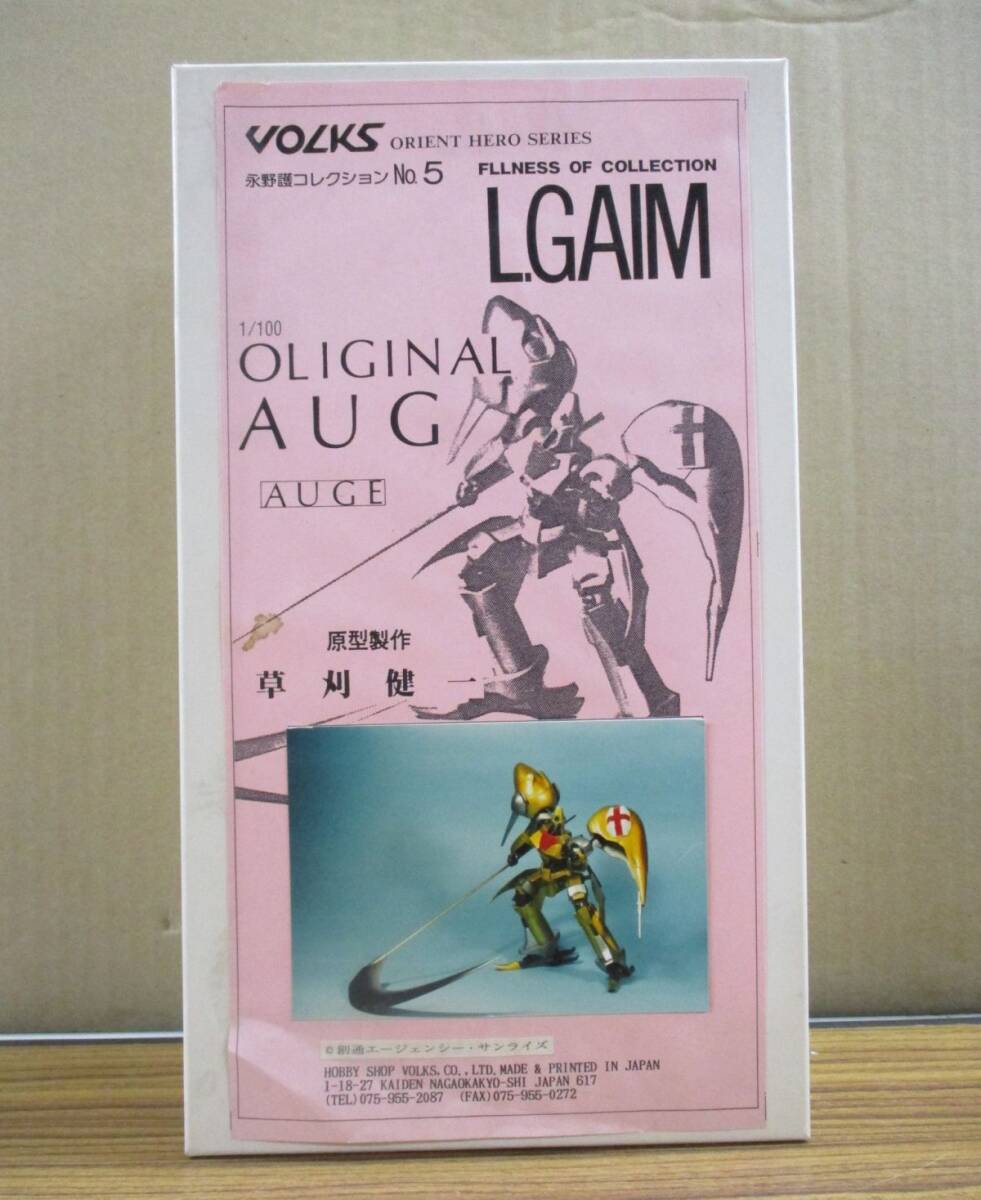 VOLKS ORIENT HERO SERIES
永野護コレクション No. 5
FLLNESS OF COLLECTION
L.GAIM
1/100
OLIGINAL
AUG
AUGE
原型製作
草刈健一
© 創通エージェンシー・サンライズ
HOBBY SHOP VOLKS. CO., LTD. MADE & PRINTED IN JAPAN
1-18-27 KAIDEN NAGAOKAKYO-SHI JAPAN 617
(TEL) 075-955-2087 (FAX) 075-955-0272